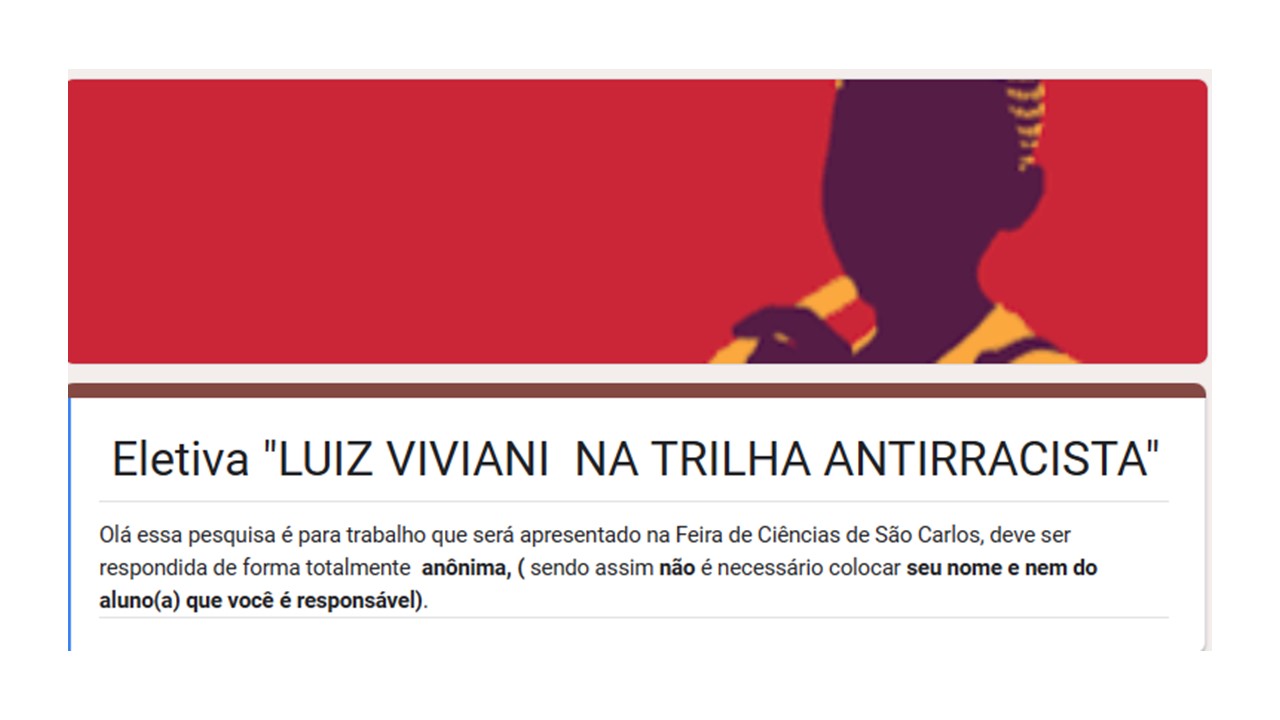 Eletiva "LUIZ VIVIANI  NA TRILHA ANTIRRACISTA"
Olá essa pesquisa é para trabalho que será apresentado na Feira de Ciências de São Carlos, deve ser
respondida de forma totalmente  anônima, ( sendo assim não é necessário colocar seu nome e nem do
aluno(a) que você é responsável).